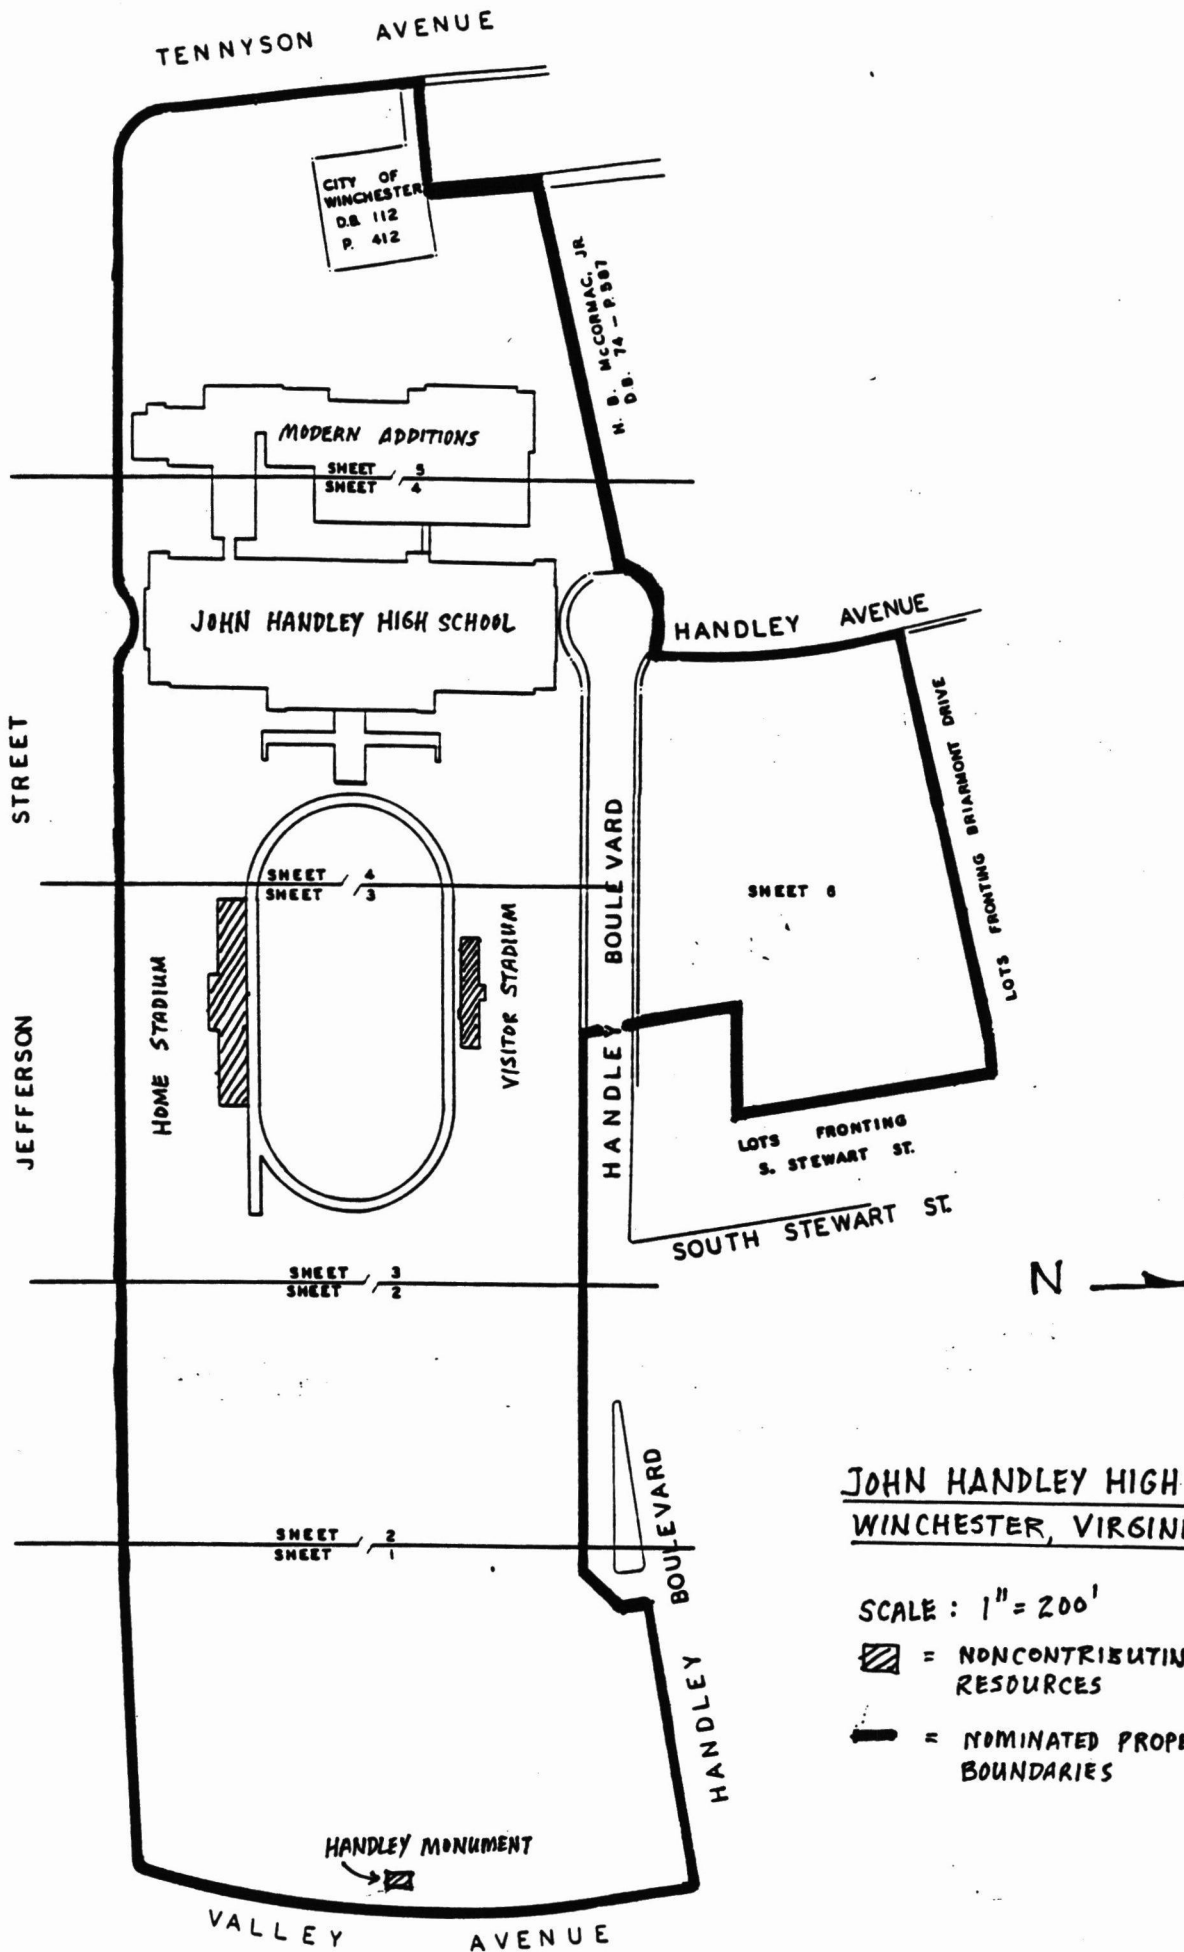 TENNYSON AVENUE
CITY OF
WINCHESTER
D.B. 112
P. 412
H. B. McCORMAC, JR
D.B. 74 - P. 587
MODERN ADDITIONS
SHEET 5
SHEET 4
JOHN HANDLEY HIGH SCHOOL
HANDLEY AVENUE
LOTS FRONTING BRIARMONT DRIVE
JEFFERSON STREET
SHEET 4
SHEET 3
SHEET 6
HANDLEY BOULEVARD
HOME STADIUM
VISITOR STADIUM
LOTS FRONTING
S. STEWART ST.
SOUTH STEWART ST.
SHEET 3
SHEET 2
N
HANDLEY BOULEVARD
SHEET 2
SHEET 1
JOHN HANDLEY HIGH
WINCHESTER, VIRGINI
SCALE : 1" = 200'
= NONCONTRIBUTIN
RESOURCES
= NOMINATED PROPE
BOUNDARIES
HANDLEY MONUMENT
VALLEY AVENUE